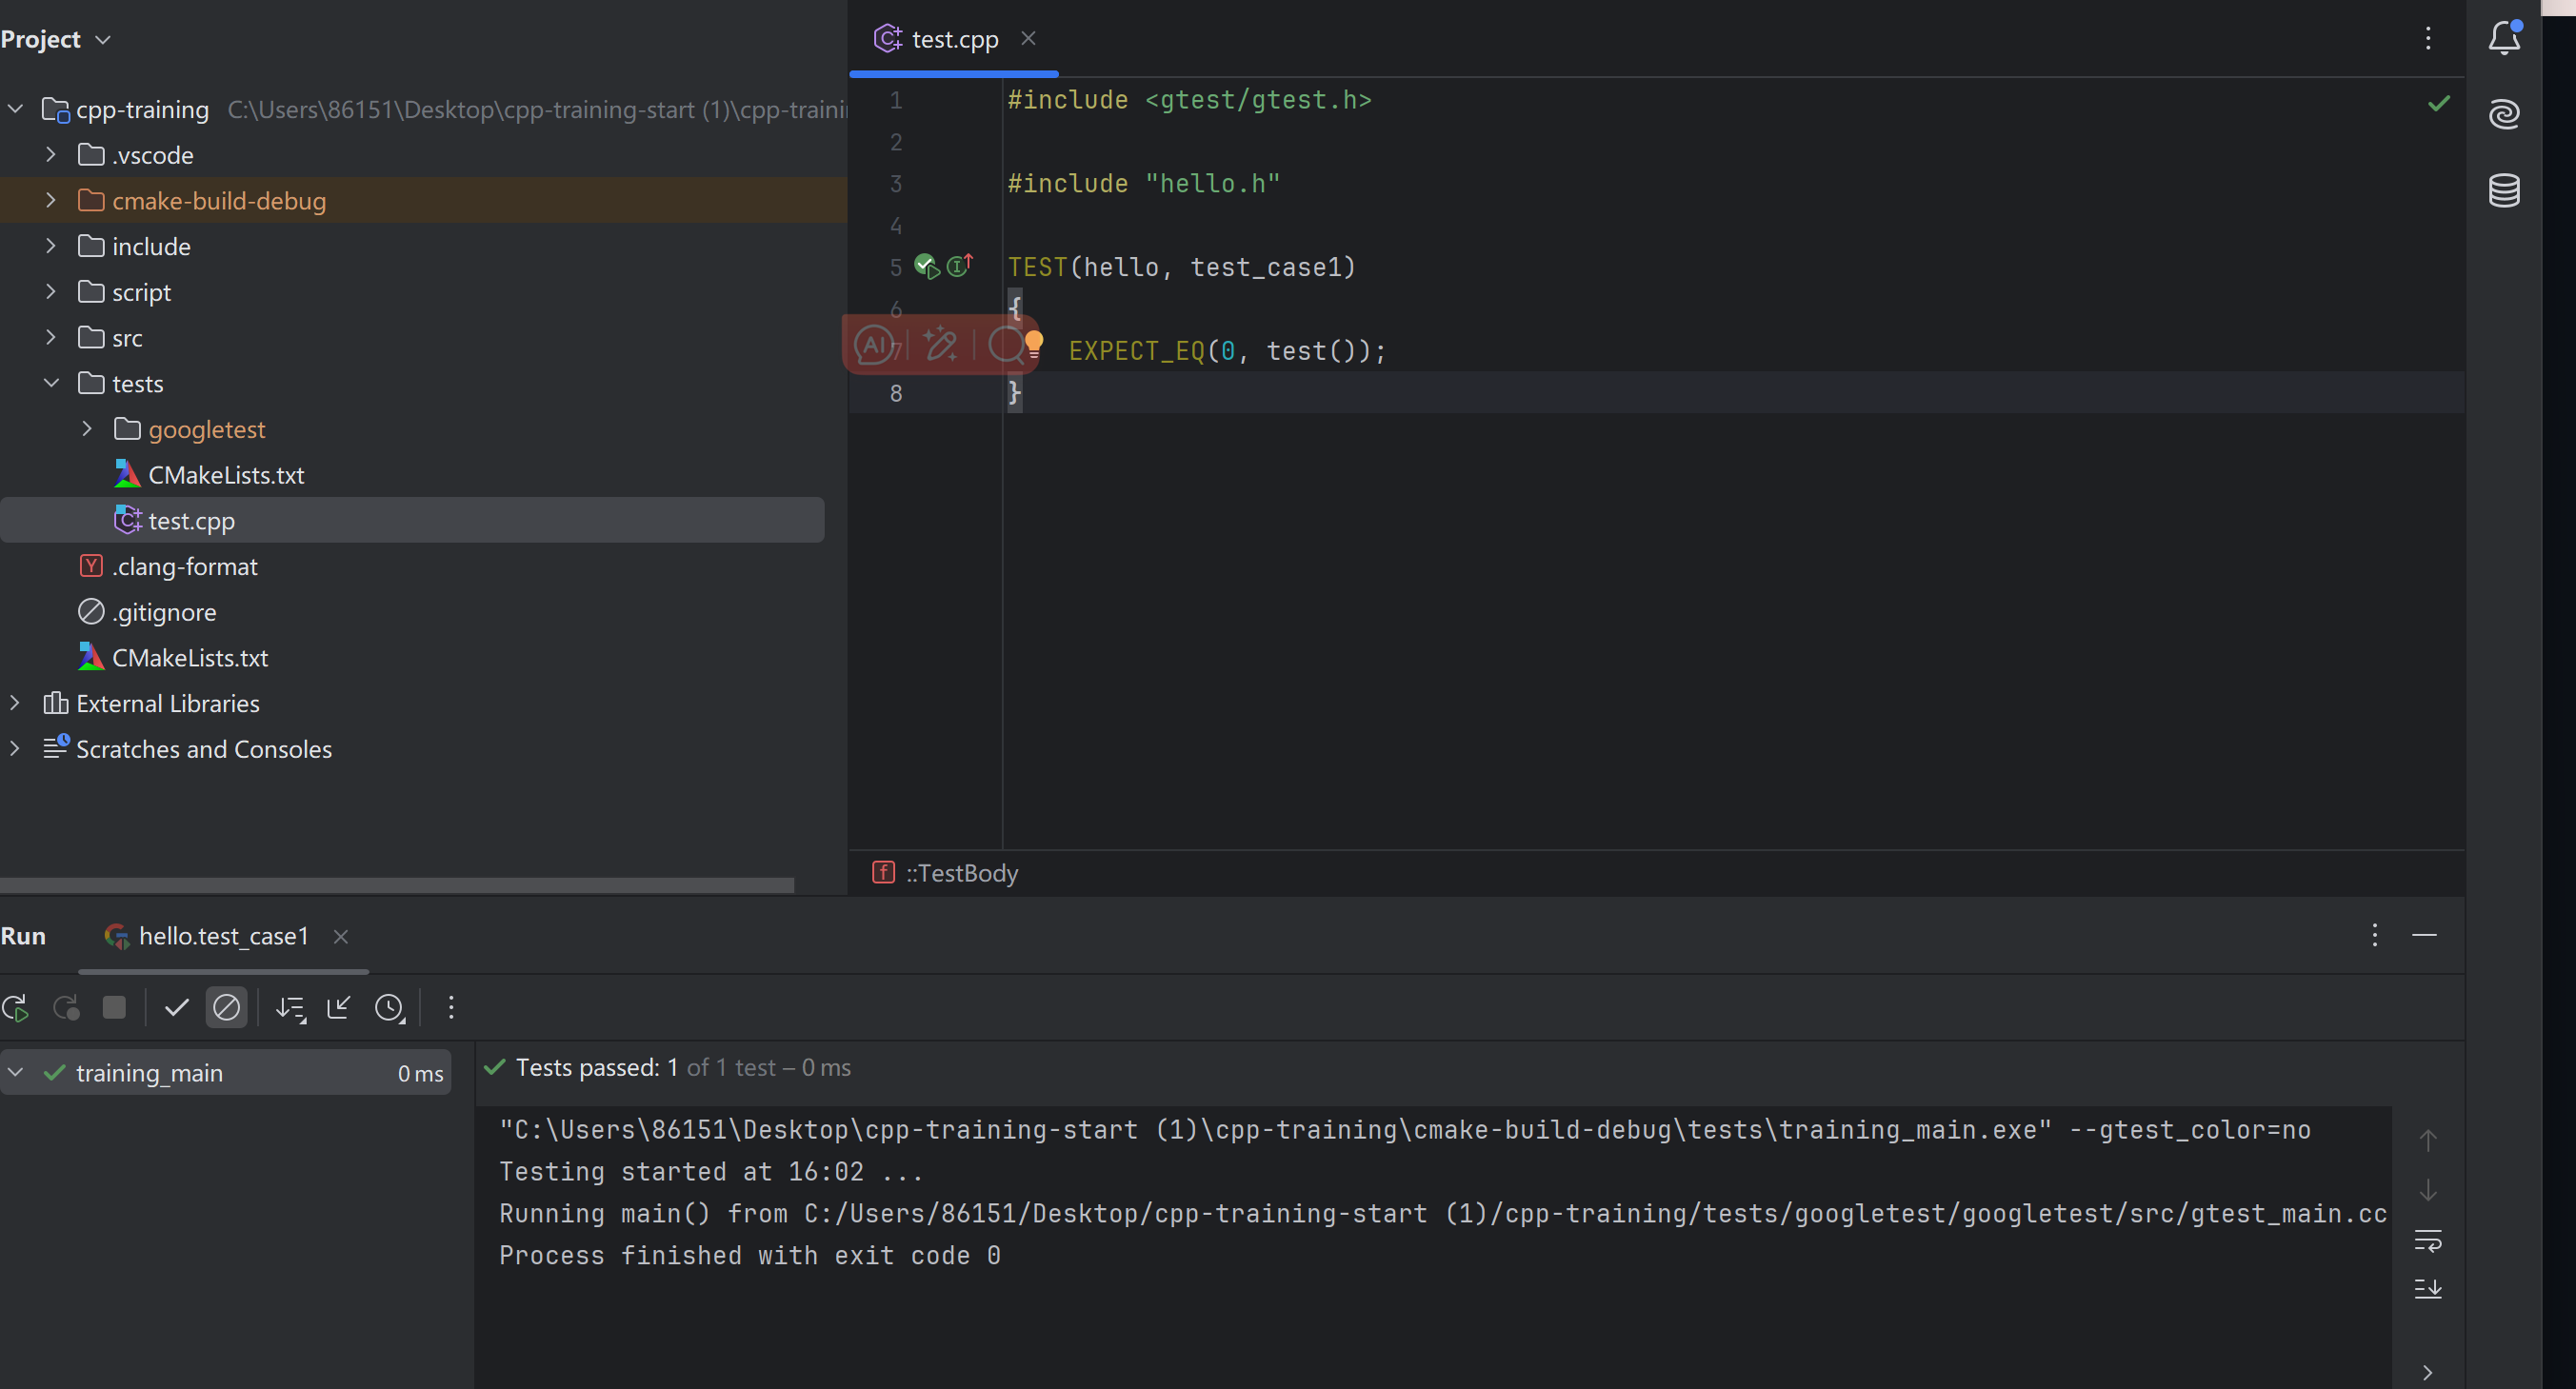 Project
cpp-training C:\Users\86151\Desktop\cpp-training-start (1)\cpp-traini
.vscode
cmake-build-debug
include
script
src
tests
googletest
CMakeLists.txt
test.cpp
.clang-format
.gitignore
CMakeLists.txt
External Libraries
Scratches and Consoles
test.cpp
1 #include <gtest/gtest.h>
2
3 #include "hello.h"
4
5 TEST(hello, test_case1)
6 {
7 EXPECT_EQ(0, test());
8 }
AI
::TestBody
Run hello.test_case1
training_main 0 ms
Tests passed: 1 of 1 test – 0 ms
"C:\Users\86151\Desktop\cpp-training-start (1)\cpp-training\cmake-build-debug\tests\training_main.exe" --gtest_color=no
Testing started at 16:02 ...
Running main() from C:/Users/86151/Desktop/cpp-training-start (1)/cpp-training/tests/googletest/googletest/src/gtest_main.cc
Process finished with exit code 0